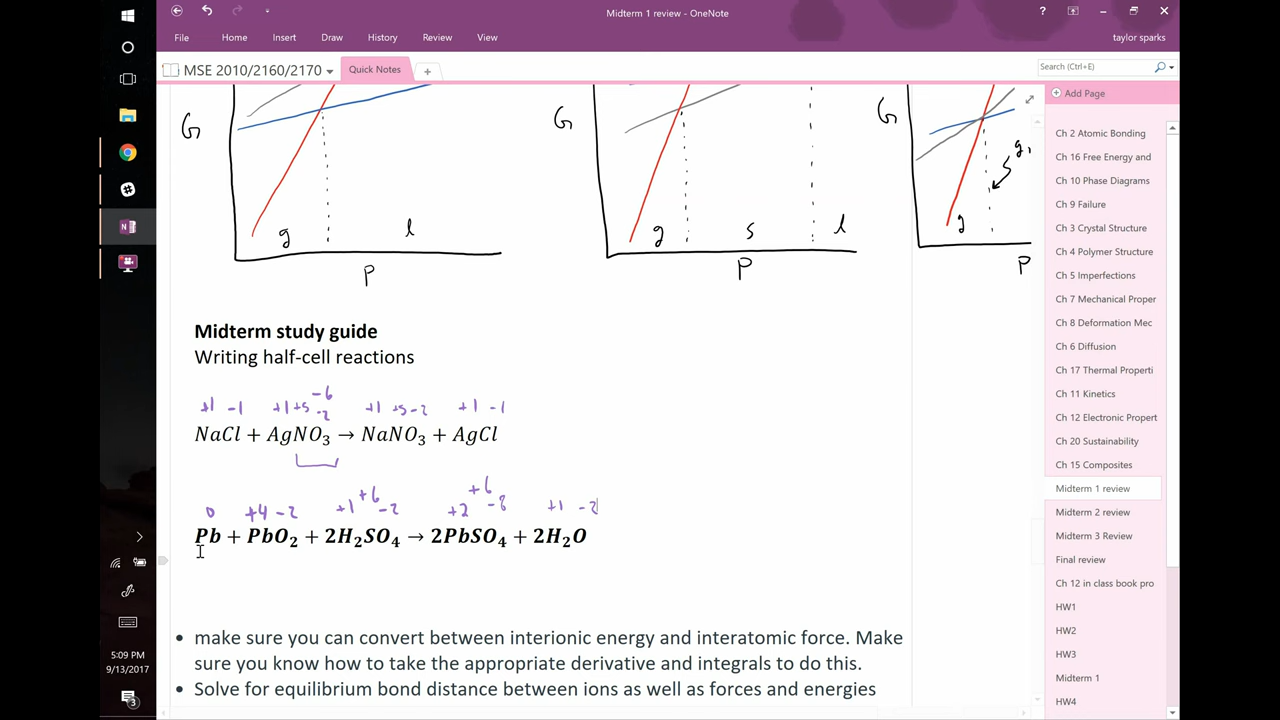 Midterm 1 review - OneNote
?
File
Home
Insert
Draw
History
Review
View
taylor sparks
MSE 2010/2160/2170
Quick Notes
+
Search (Ctrl+E)
Add Page
Ch 2 Atomic Bonding
Ch 16 Free Energy and
Ch 10 Phase Diagrams
Ch 9 Failure
Ch 3 Crystal Structure
Ch 4 Polymer Structure
Ch 5 Imperfections
Ch 7 Mechanical Proper
Ch 8 Deformation Mec
Ch 6 Diffusion
Ch 17 Thermal Properti
Ch 11 Kinetics
Ch 12 Electronic Propert
Ch 20 Sustainability
Ch 15 Composites
Midterm 1 review
Midterm 2 review
Midterm 3 Review
Final review
Ch 12 in class book pro
HW1
HW2
HW3
Midterm 1
HW4
G
g
l
P
G
g
s
l
P
G
g
g,
P
Midterm study guide
Writing half-cell reactions
-6
+1 -1 +1 +5 -2 +1 +5 -2 +1 -1
NaCl + AgNO₃ → NaNO₃ + AgCl
+6 +6
0 +4 -2 +1 -2 +2 -8 +1 -2
Pb + PbO₂ + 2H₂SO₄ → 2PbSO₄ + 2H₂O
• make sure you can convert between interionic energy and interatomic force. Make
sure you know how to take the appropriate derivative and integrals to do this.
• Solve for equilibrium bond distance between ions as well as forces and energies
5:09 PM
9/13/2017
3